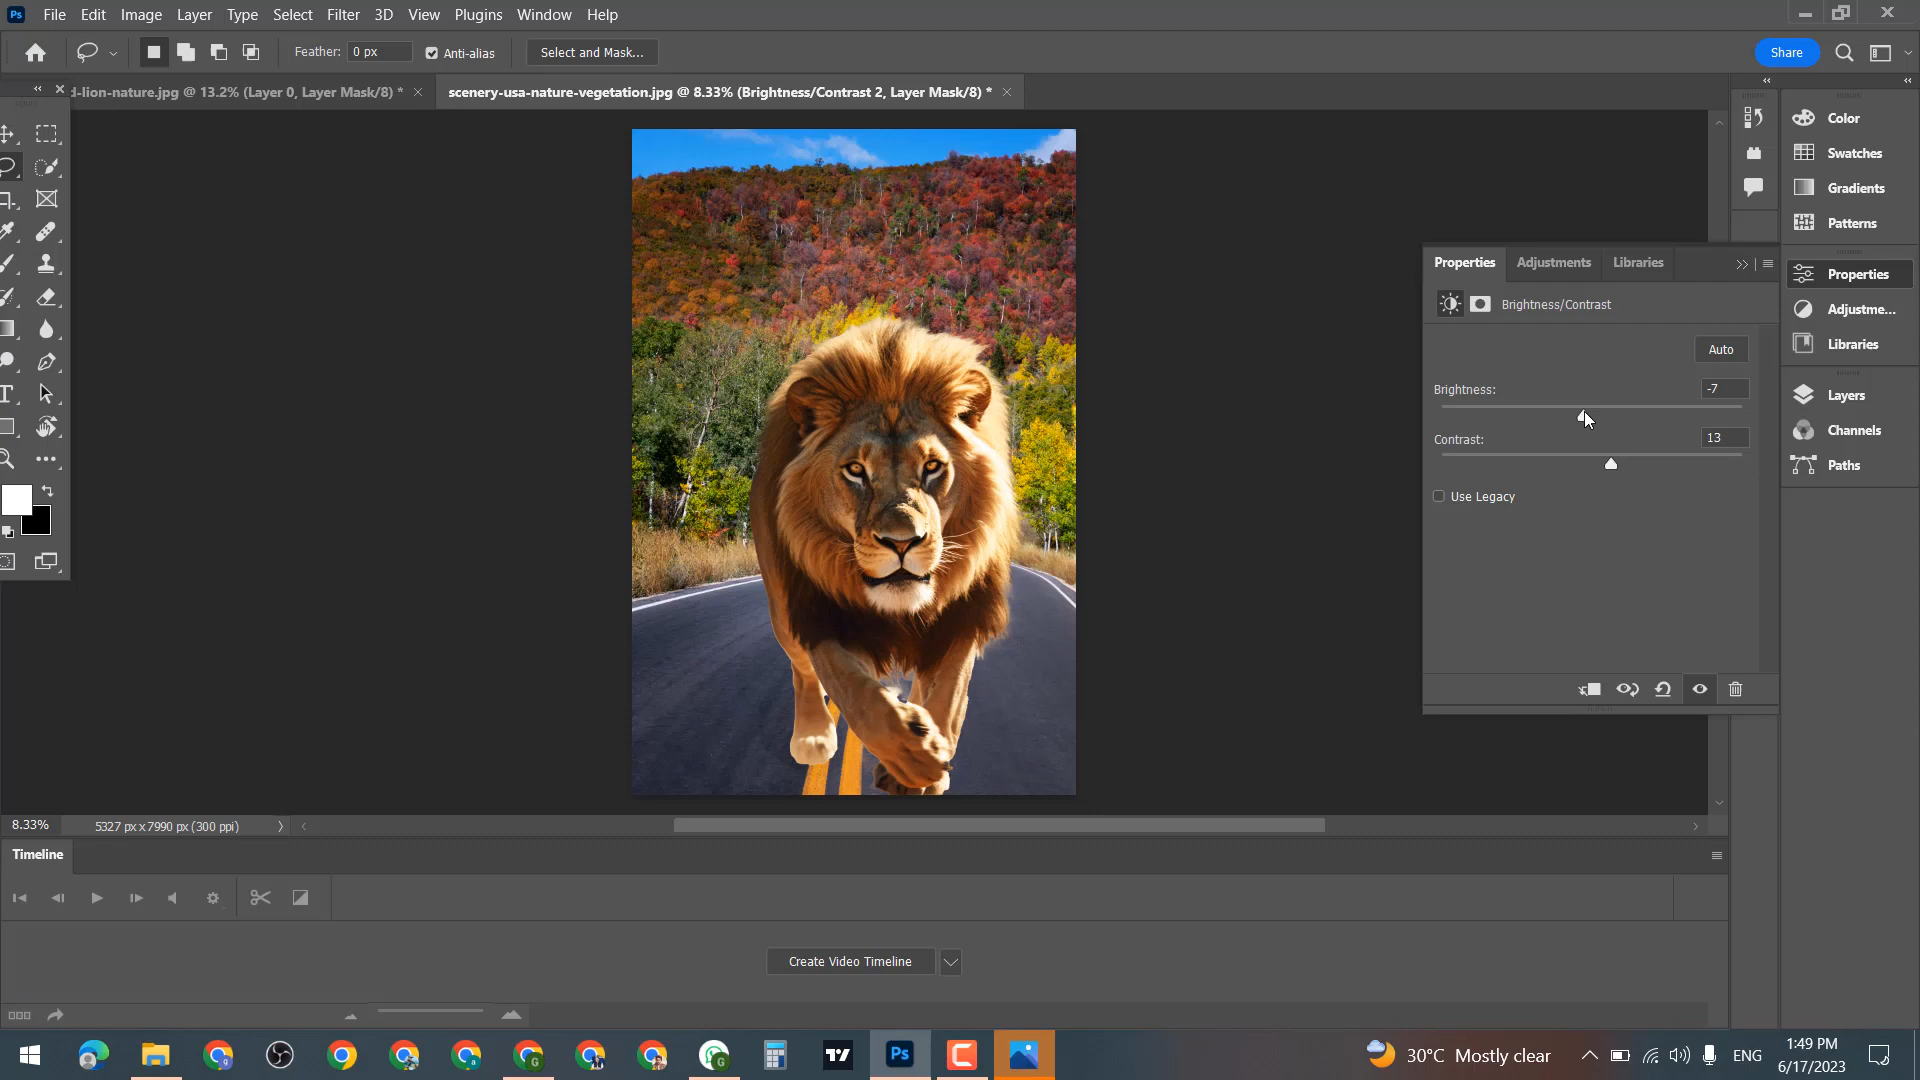 Ps File Edit Image Layer Type Select Filter 3D View Plugins Window Help
Feather: 0 px Anti-alias Select and Mask... Share
d-lion-nature.jpg @ 13.2% (Layer 0, Layer Mask/8) *
scenery-usa-nature-vegetation.jpg @ 8.33% (Brightness/Contrast 2, Layer Mask/8) *
Color
Swatches
Gradients
Patterns
Properties Adjustments Libraries
Properties
Brightness/Contrast
Adjustme...
Auto
Libraries
Brightness: -7
Layers
Contrast: 13
Channels
Paths
Use Legacy
8.33% 5327 px x 7990 px (300 ppi)
Timeline
Create Video Timeline
Ps
30°C Mostly clear
ENG
1:49 PM
6/17/2023